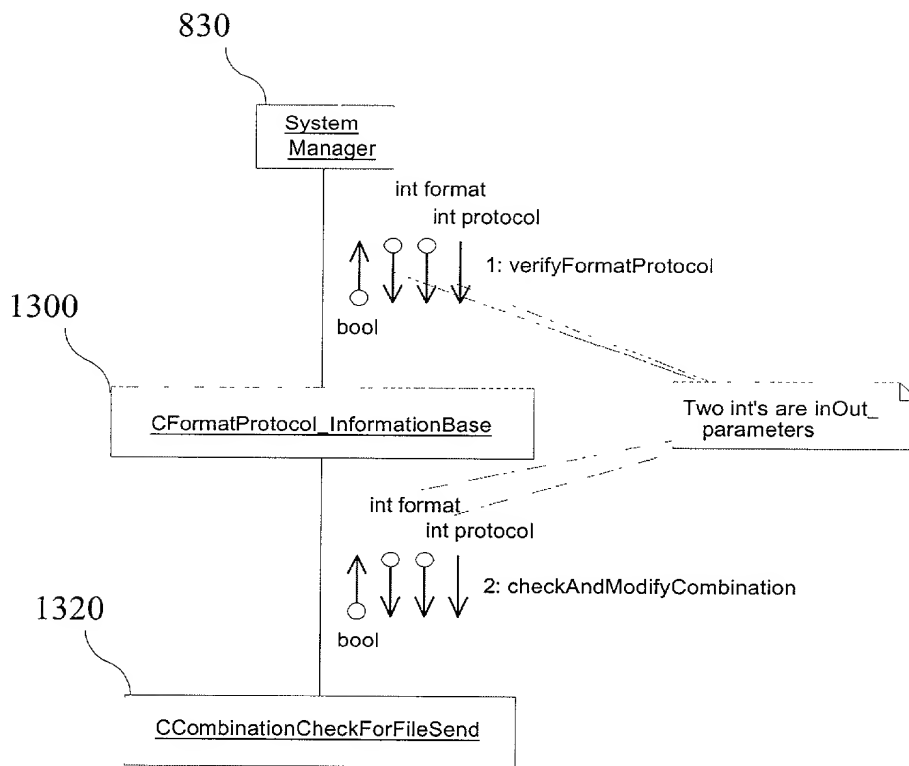 830
System
Manager
int format
int protocol
1: verifyFormatProtocol
bool
1300
CFormatProtocol_InformationBase
Two int's are inOut_
parameters
int format
int protocol
2: checkAndModifyCombination
bool
1320
CCombinationCheckForFileSend